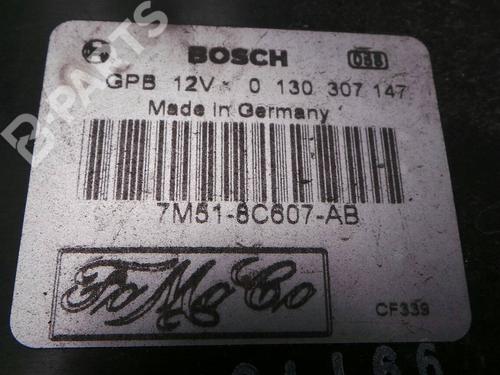 BOSCH
GPB 12V 0 130 307 147
Made in Germany
7M51-8C607-AB
FoMoCo
CF339
B-PARTS